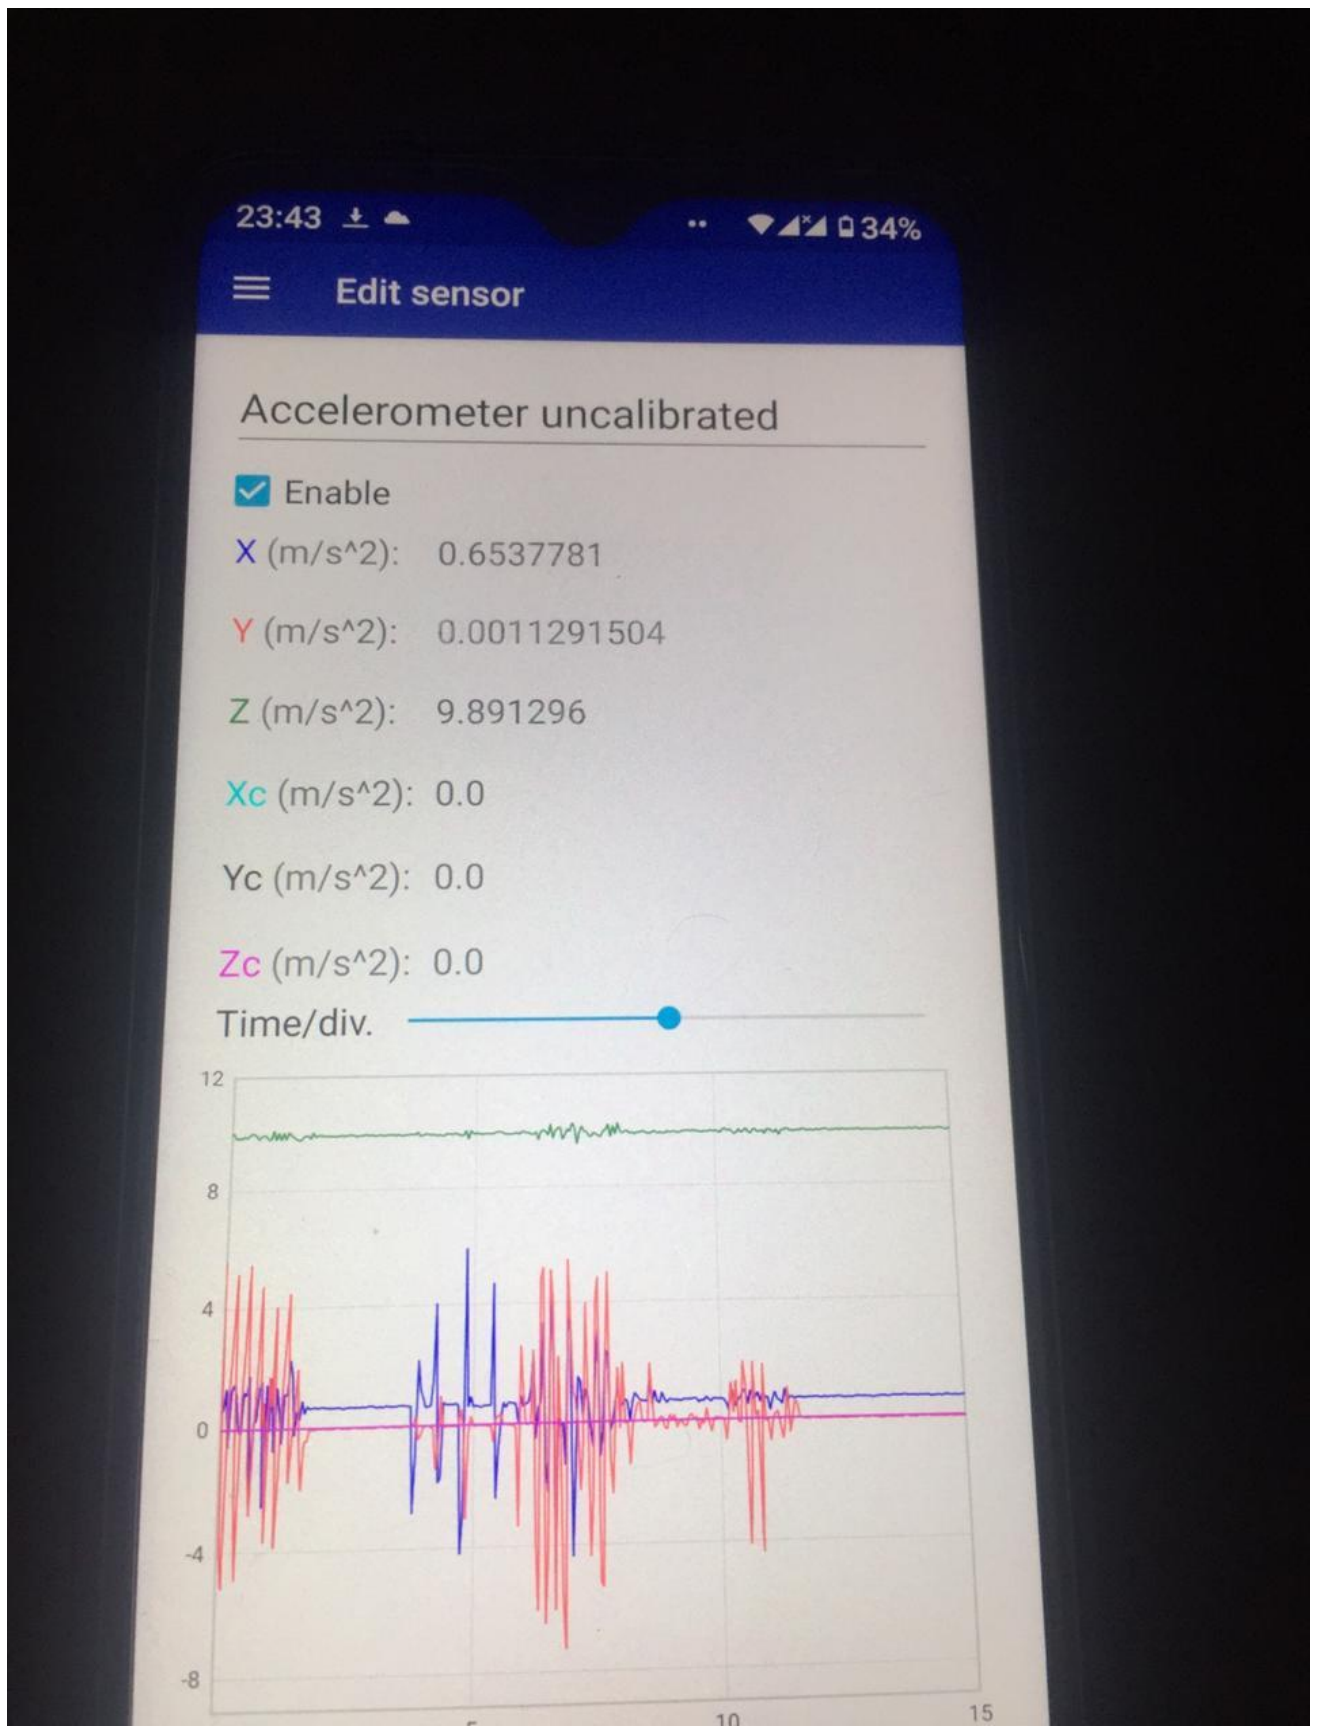 23:43 34%
Edit sensor
Accelerometer uncalibrated
Enable
X (m/s^2): 0.6537781
Y (m/s^2): 0.0011291504
Z (m/s^2): 9.891296
Xc (m/s^2): 0.0
Yc (m/s^2): 0.0
Zc (m/s^2): 0.0
Time/div.
12
8
4
0
-4
-8
10 15